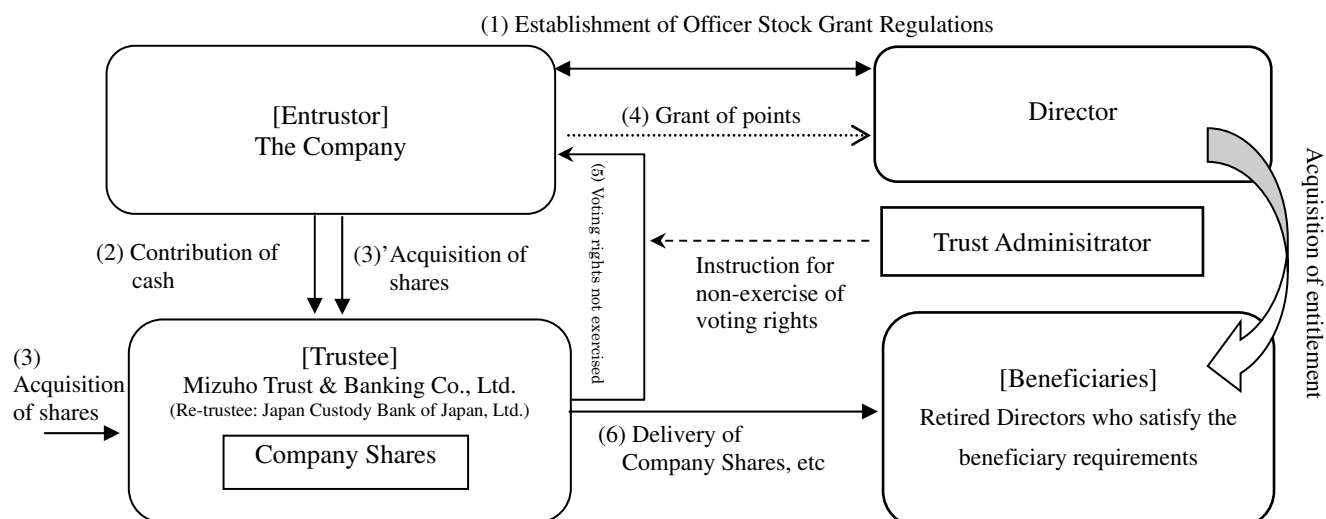 (1) Establishment of Officer Stock Grant Regulations
[Entrustor]
The Company
(4) Grant of points
Director
(5) Voting rights not exercised
Acquisition of entitlement
(2) Contribution of
cash
(3)’Acquisition of
shares
Trust Adminisitrator
Instruction for
non-exercise of
voting rights
(3)
Acquisition
of shares
[Trustee]
Mizuho Trust & Banking Co., Ltd.
(Re-trustee: Japan Custody Bank of Japan, Ltd.)
Company Shares
(6) Delivery of
Company Shares, etc
[Beneficiaries]
Retired Directors who satisfy the
beneficiary requirements